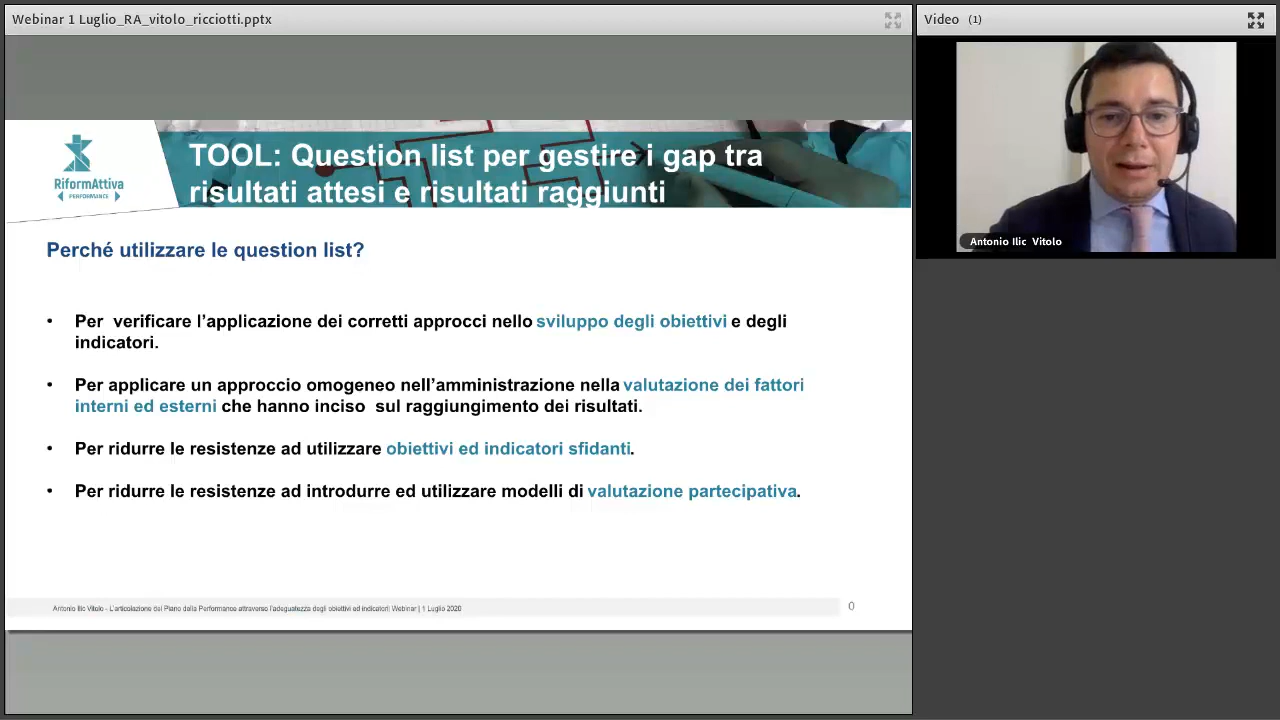 Webinar 1 Luglio_RA_vitolo_ricciotti.pptx
Video (1)
Antonio Ilic Vitolo
RiformAttiva
PERFORMANCE
TOOL: Question list per gestire i gap tra
risultati attesi e risultati raggiunti
Perché utilizzare le question list?
• Per verificare l’applicazione dei corretti approcci nello sviluppo degli obiettivi e degli
indicatori.
• Per applicare un approccio omogeneo nell’amministrazione nella valutazione dei fattori
interni ed esterni che hanno inciso sul raggiungimento dei risultati.
• Per ridurre le resistenze ad utilizzare obiettivi ed indicatori sfidanti.
• Per ridurre le resistenze ad introdurre ed utilizzare modelli di valutazione partecipativa.
Antonio Ilic Vitolo - L’articolazione del Piano della Performance attraverso l’adeguatezza degli obiettivi ed indicatori| Webinar | 1 Luglio 2020
0